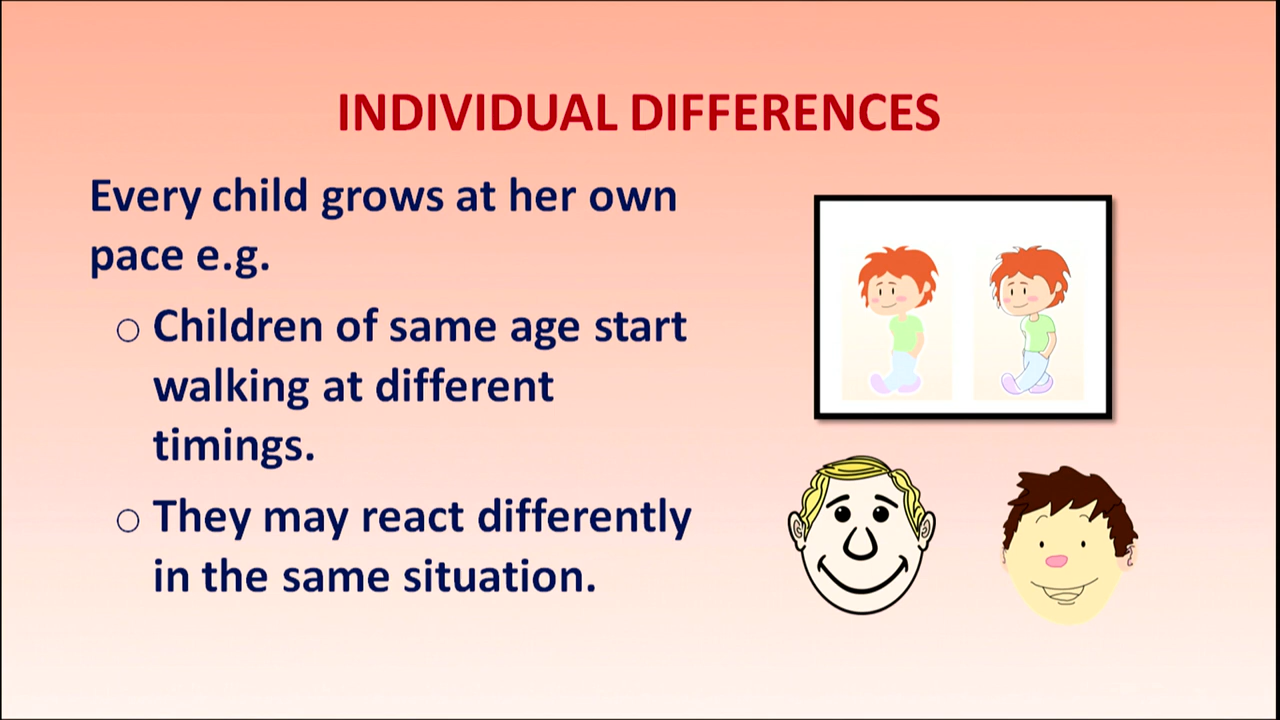 INDIVIDUAL DIFFERENCES
Every child grows at her own
pace e.g.
○ Children of same age start
walking at different
timings.
○ They may react differently
in the same situation.